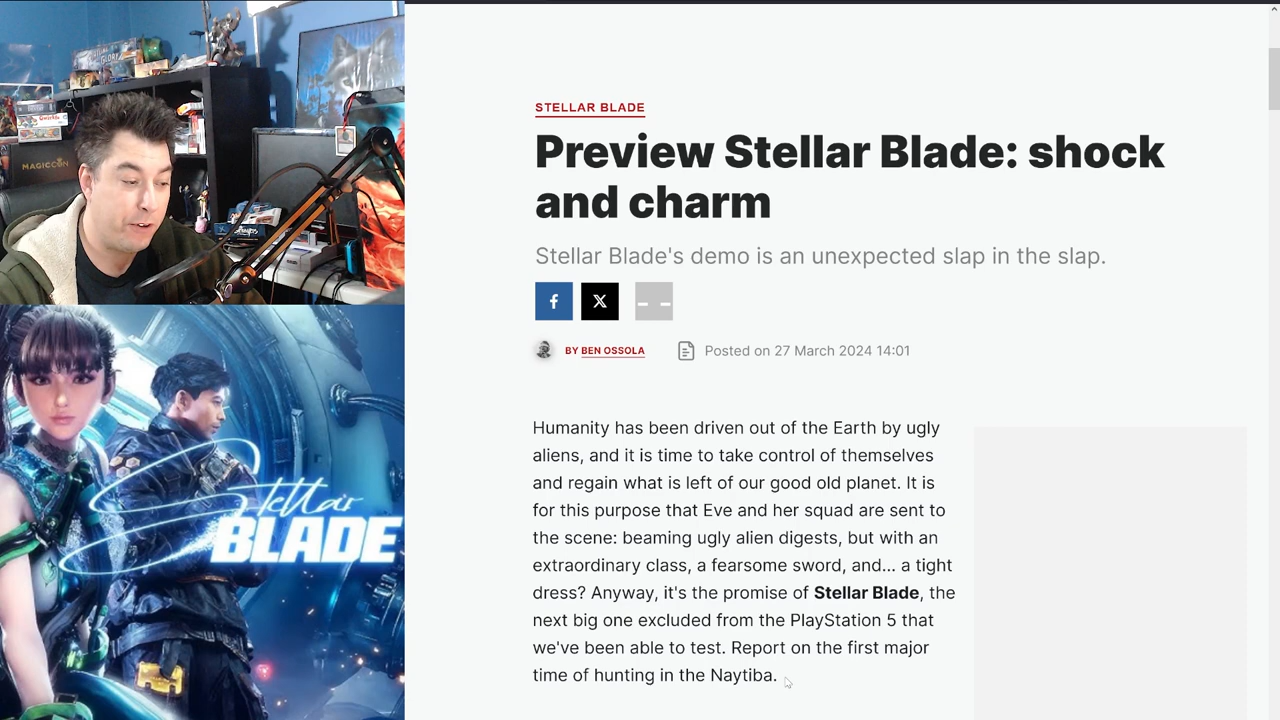 GLORY
MAGICCON
Stellar
BLADE
STELLAR BLADE
Preview Stellar Blade: shock
and charm
Stellar Blade's demo is an unexpected slap in the slap.
BY BEN OSSOLA
Posted on 27 March 2024 14:01
Humanity has been driven out of the Earth by ugly
aliens, and it is time to take control of themselves
and regain what is left of our good old planet. It is
for this purpose that Eve and her squad are sent to
the scene: beaming ugly alien digests, but with an
extraordinary class, a fearsome sword, and... a tight
dress? Anyway, it's the promise of Stellar Blade, the
next big one excluded from the PlayStation 5 that
we've been able to test. Report on the first major
time of hunting in the Naytiba.